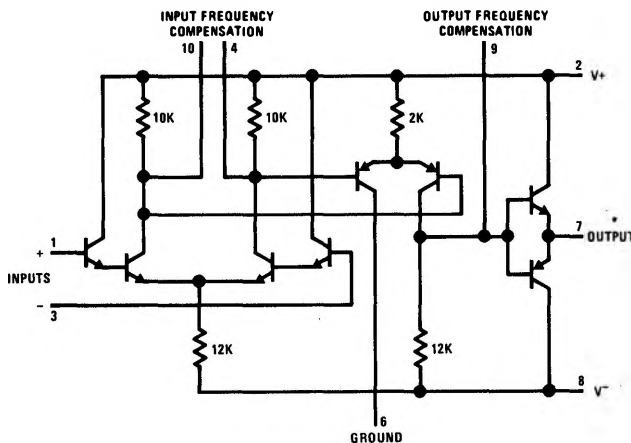 INPUT FREQUENCY
COMPENSATION
10 4
OUTPUT FREQUENCY
COMPENSATION
9
2 V+
10K
10K
2K
1
+
INPUTS
−
3
7
OUTPUT
12K
12K
8
V−
6
GROUND